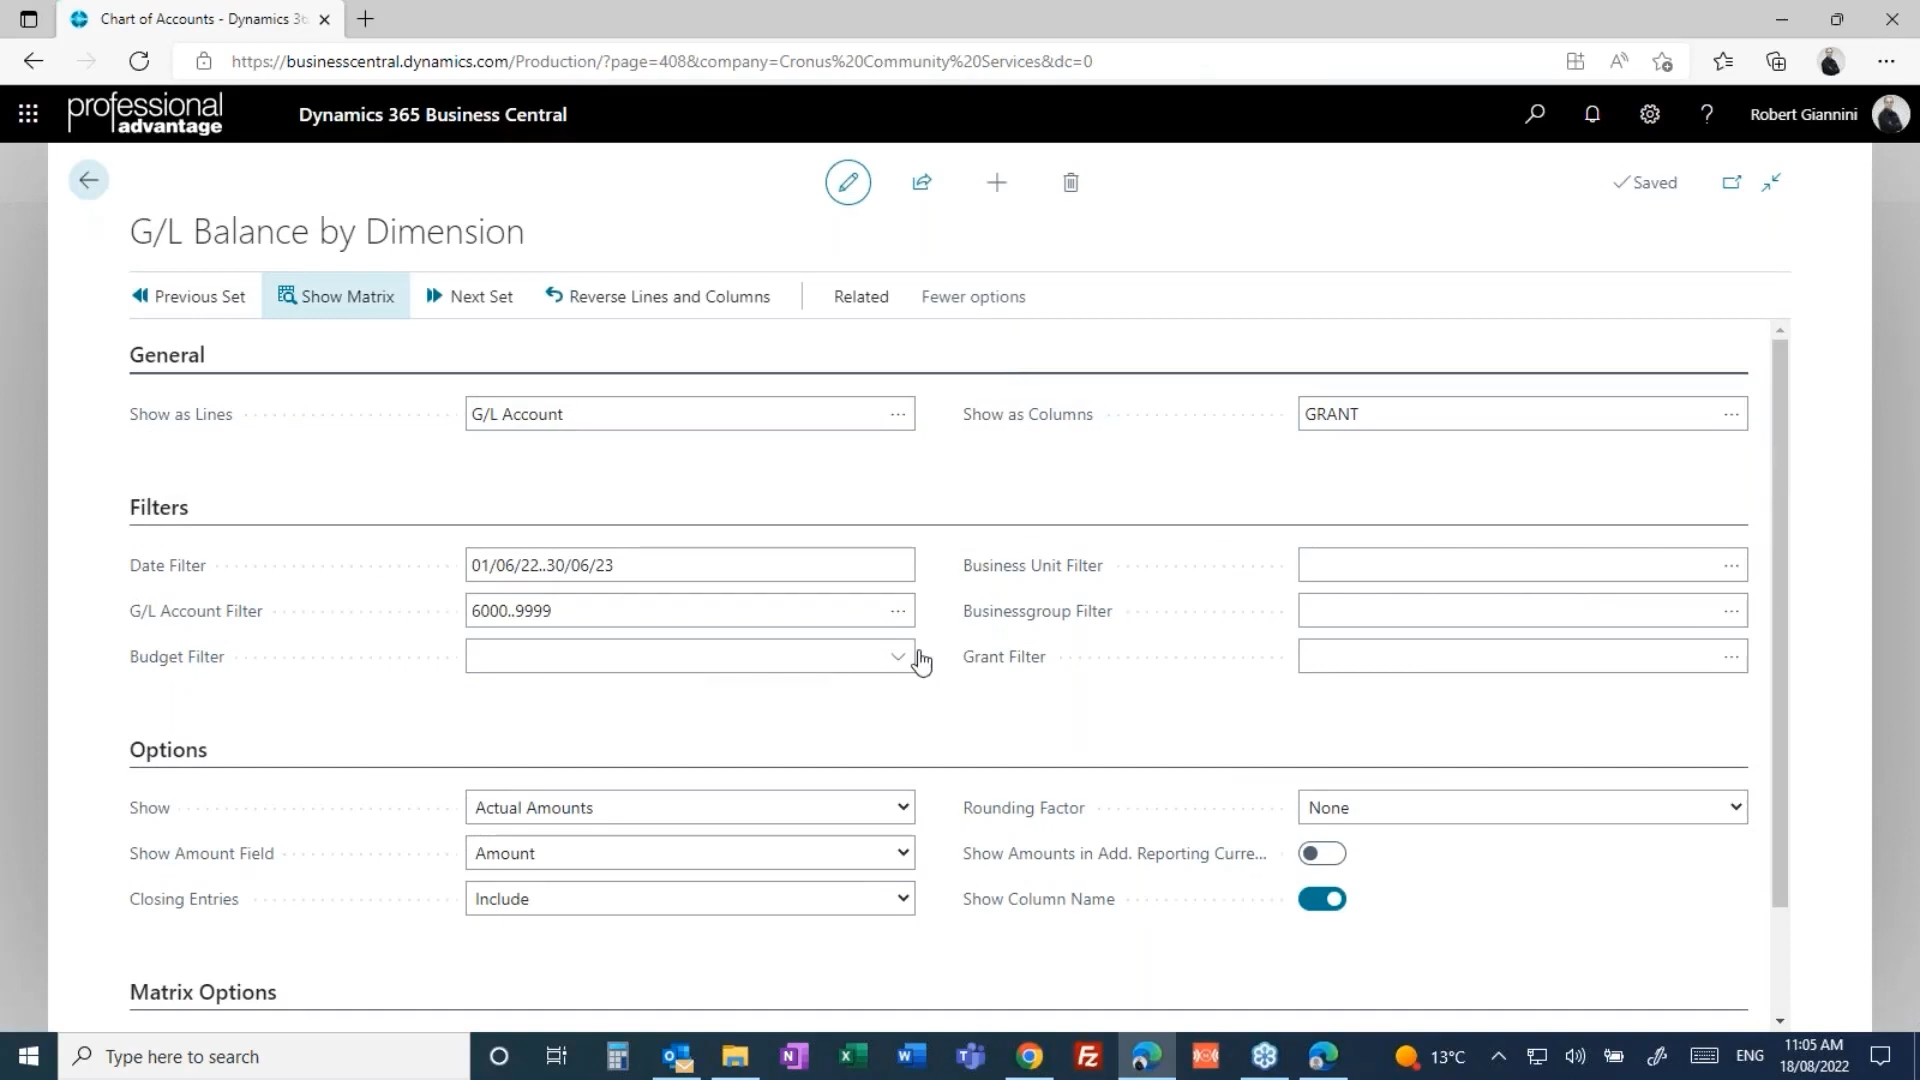 Chart of Accounts - Dynamics 36
https://businesscentral.dynamics.com/Production/?page=408&company=Cronus%20Community%20Services&dc=0
professional advantage
Dynamics 365 Business Central
Robert Giannini
Saved
G/L Balance by Dimension
Previous Set
Show Matrix
Next Set
Reverse Lines and Columns
Related
Fewer options
General
Show as Lines
G/L Account
Show as Columns
GRANT
Filters
Date Filter
01/06/22..30/06/23
Business Unit Filter
G/L Account Filter
6000..9999
Businessgroup Filter
Budget Filter
Grant Filter
Options
Show
Actual Amounts
Rounding Factor
None
Show Amount Field
Amount
Show Amounts in Add. Reporting Curre...
Closing Entries
Include
Show Column Name
Matrix Options
Type here to search
13°C
ENG
11:05 AM
18/08/2022